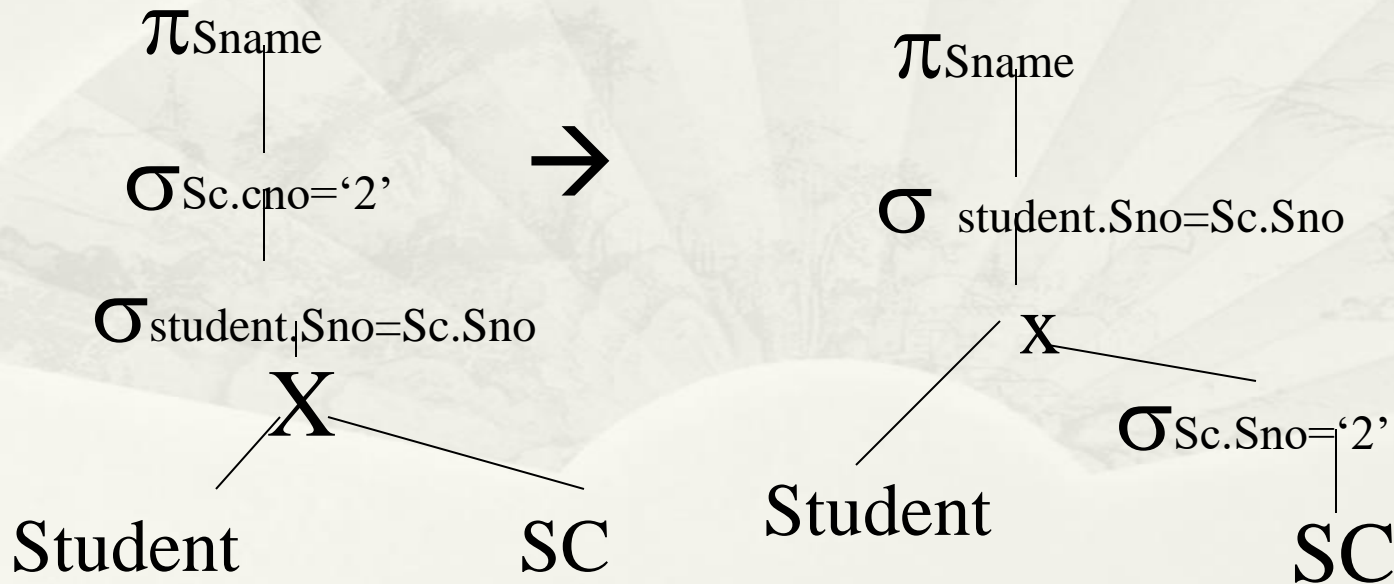 πSname
σSc.cno=‘2’
σstudent.Sno=Sc.Sno
X
Student
SC
→
πSname
σ student.Sno=Sc.Sno
x
Student
σSc.Sno=‘2’
SC